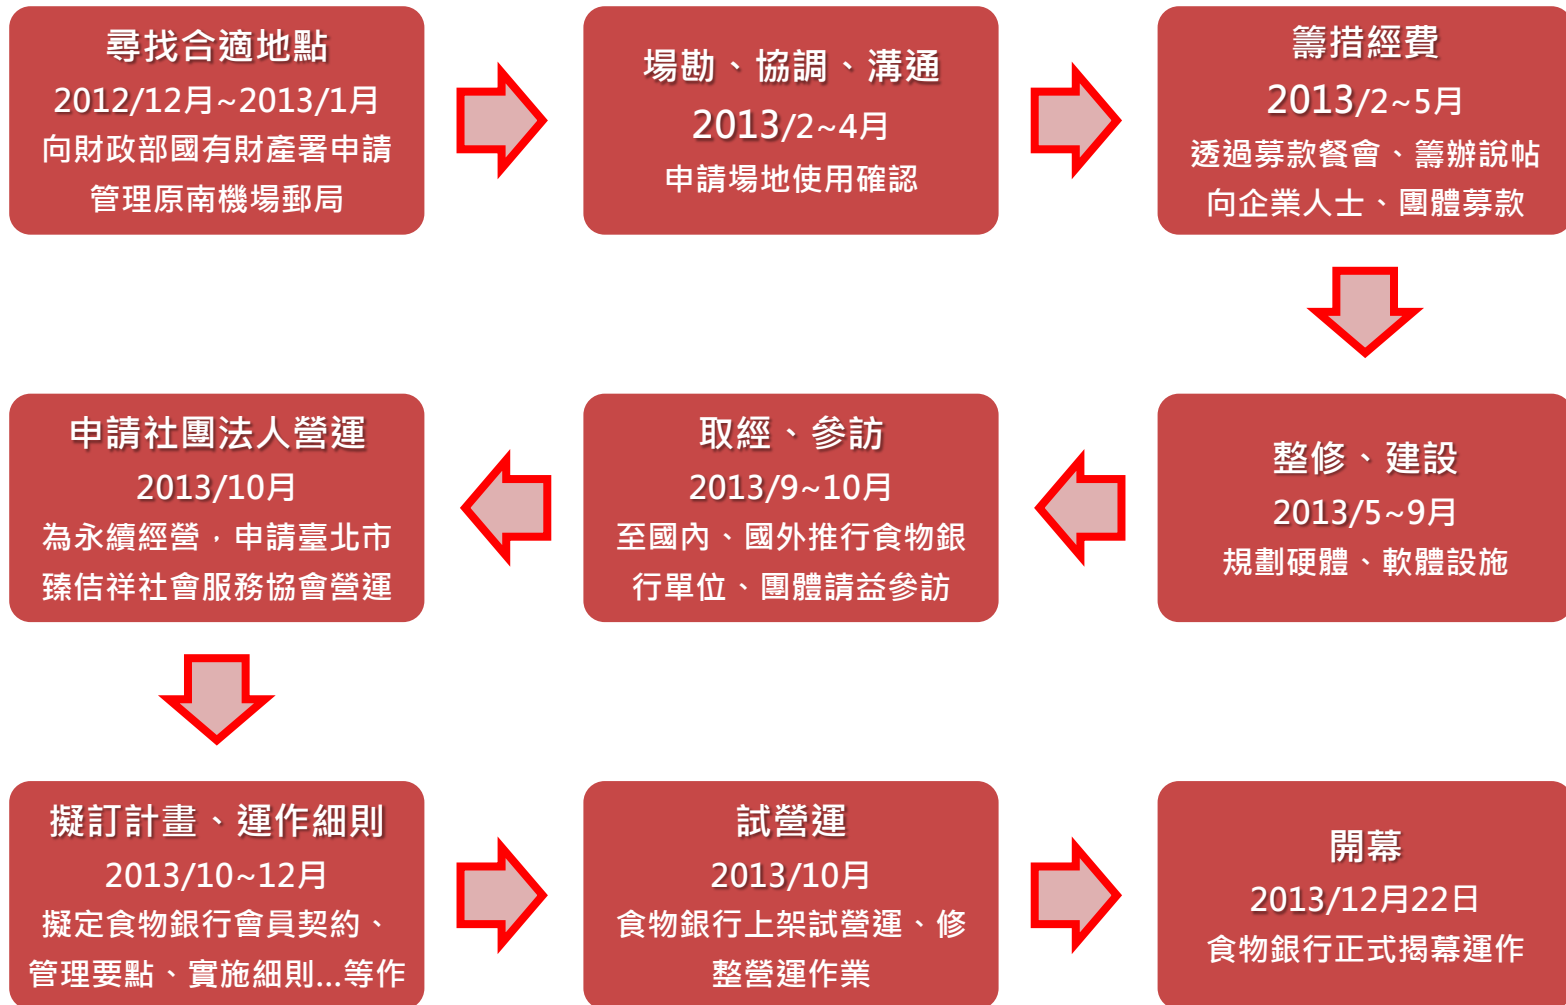 尋找合適地點
2012/12月~2013/1月
向財政部國有財產署申請
管理原南機場郵局
場勘、協調、溝通
2013/2~4月
申請場地使用確認
籌措經費
2013/2~5月
透過募款餐會、籌辦說帖
向企業人士、團體募款
整修、建設
2013/5~9月
規劃硬體、軟體設施
取經、參訪
2013/9~10月
至國內、國外推行食物銀
行單位、團體請益參訪
申請社團法人營運
2013/10月
為永續經營，申請臺北市
臻佶祥社會服務協會營運
擬訂計畫、運作細則
2013/10~12月
擬定食物銀行會員契約、
管理要點、實施細則...等作
試營運
2013/10月
食物銀行上架試營運、修
整營運作業
開幕
2013/12月22日
食物銀行正式揭幕運作